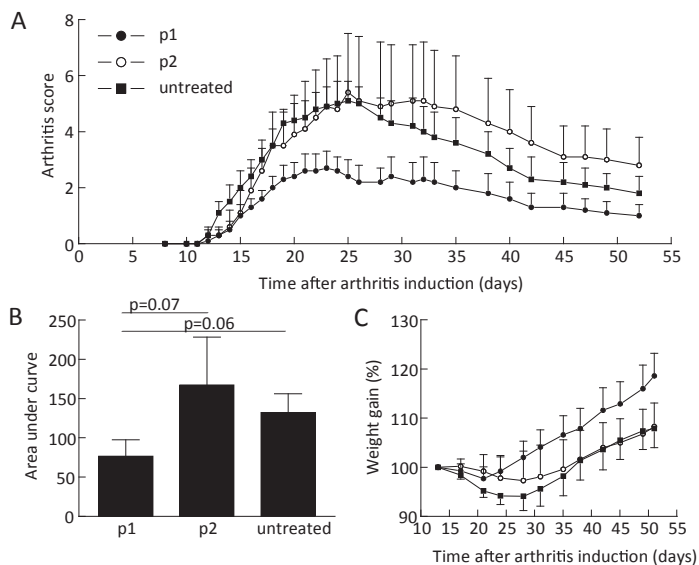 A
8
p1
p2
untreated
6
Arthritis score
4
2
0
0 5 10 15 20 25 30 35 40 45 50 55
Time after arthritis induction (days)
B
p=0.07
p=0.06
250
200
Area under curve
150
100
50
0
p1 p2 untreated
C
130
120
Weight gain (%)
110
100
90
10 15 20 25 30 35 40 45 50 55
Time after arthritis induction (days)